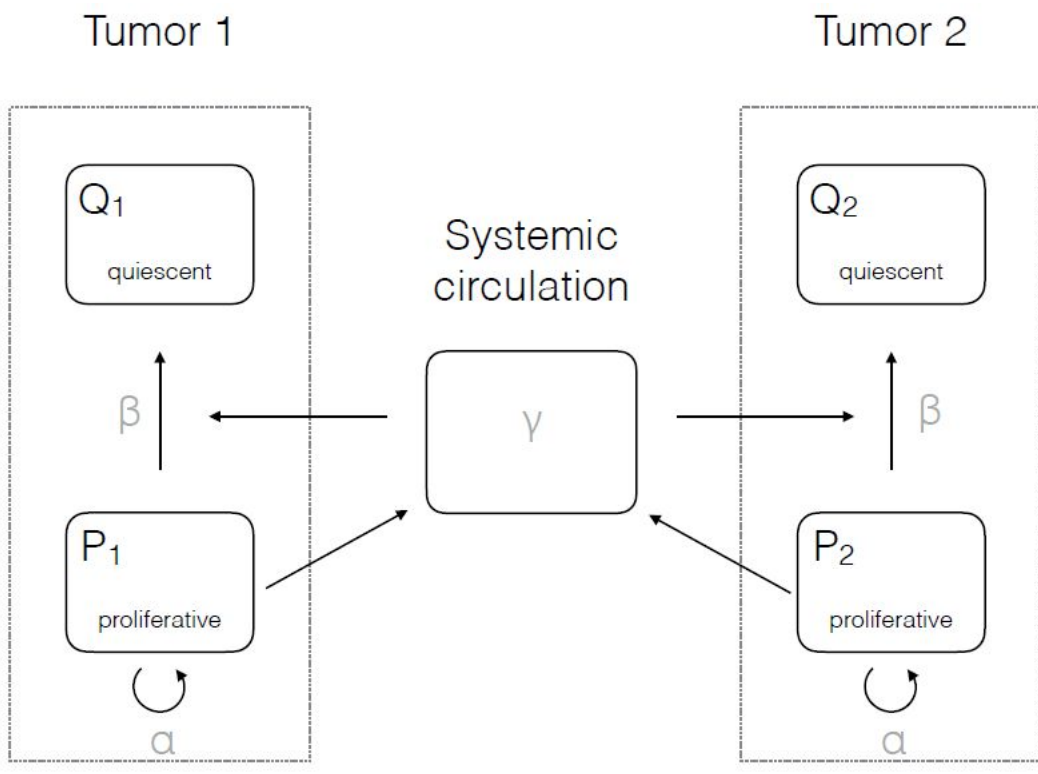 Tumor 1
Tumor 2
Q₁
quiescent
Q₂
quiescent
Systemic
circulation
β
γ
β
P₁
proliferative
P₂
proliferative
α
α